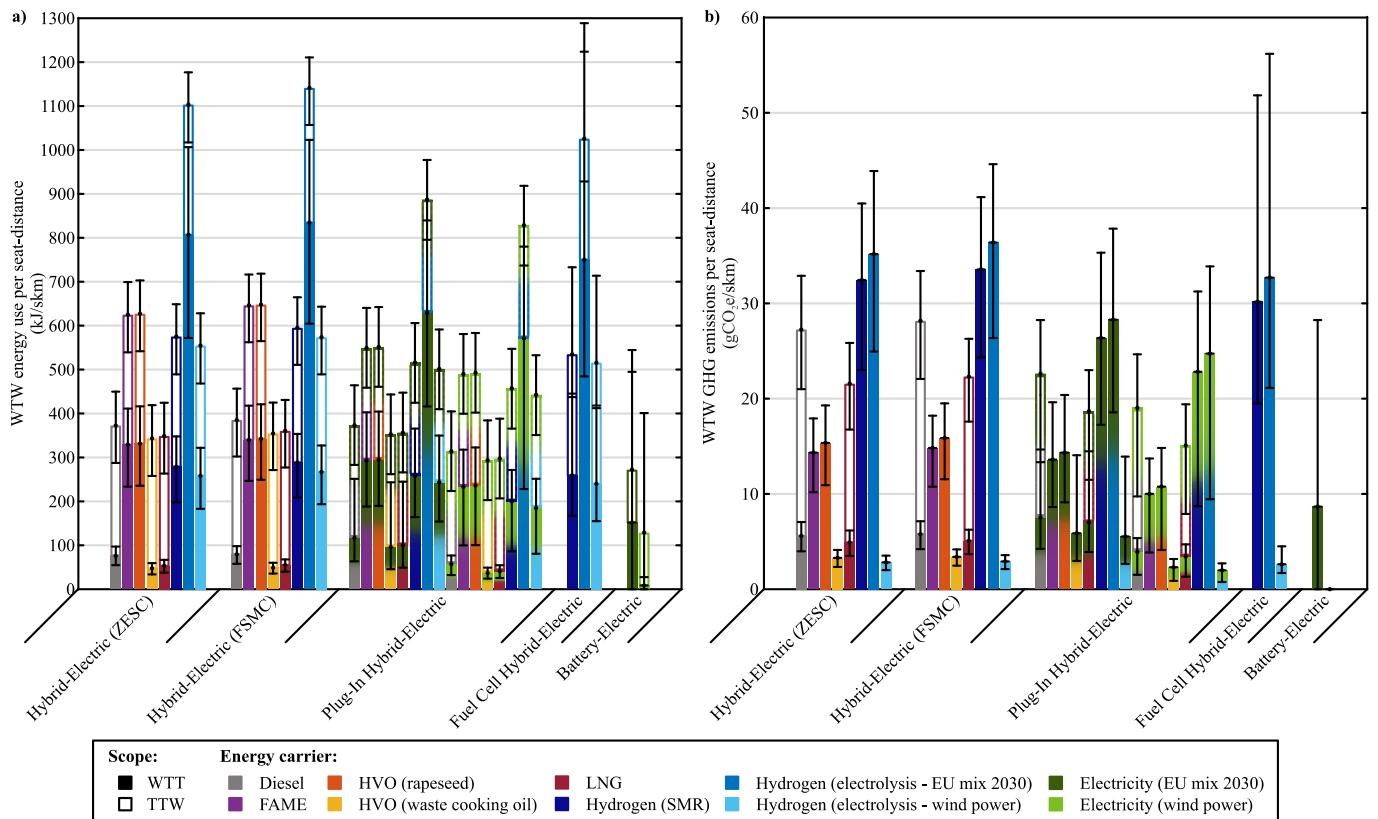 a)
1300
1200
1100
1000
900
800
700
600
500
400
300
200
100
0
WTW energy use per seat-distance
(kJ/skm)
Hybrid-Electric (ZESC)
Hybrid-Electric (FSMC)
Plug-In Hybrid-Electric
Fuel Cell Hybrid-Electric
Battery-Electric
b)
60
50
40
30
20
10
0
WTW GHG emissions per seat-distance
(gCO₂e/skm)
Hybrid-Electric (ZESC)
Hybrid-Electric (FSMC)
Plug-In Hybrid-Electric
Fuel Cell Hybrid-Electric
Battery-Electric
Scope: Energy carrier:
WTT Diesel HVO (rapeseed) LNG Hydrogen (electrolysis - EU mix 2030) Electricity (EU mix 2030)
TTW FAME HVO (waste cooking oil) Hydrogen (SMR) Hydrogen (electrolysis - wind power) Electricity (wind power)